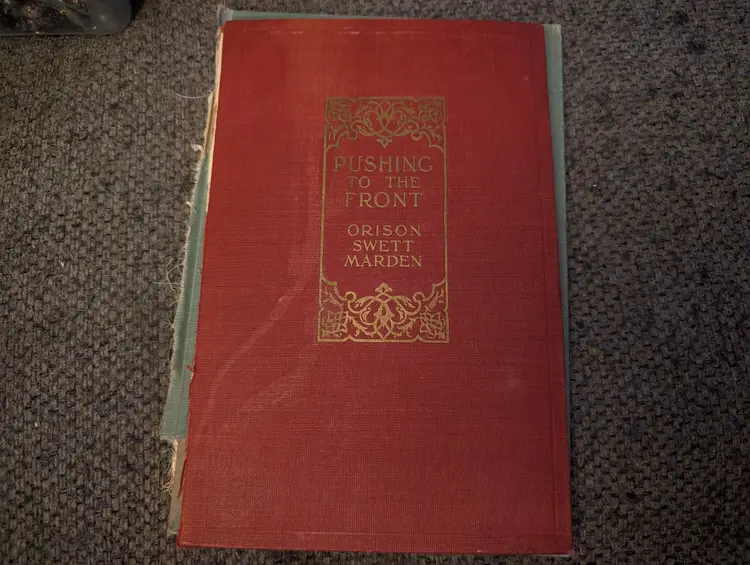 PUSHING
TO THE
FRONT
ORISON
SWETT
MARDEN